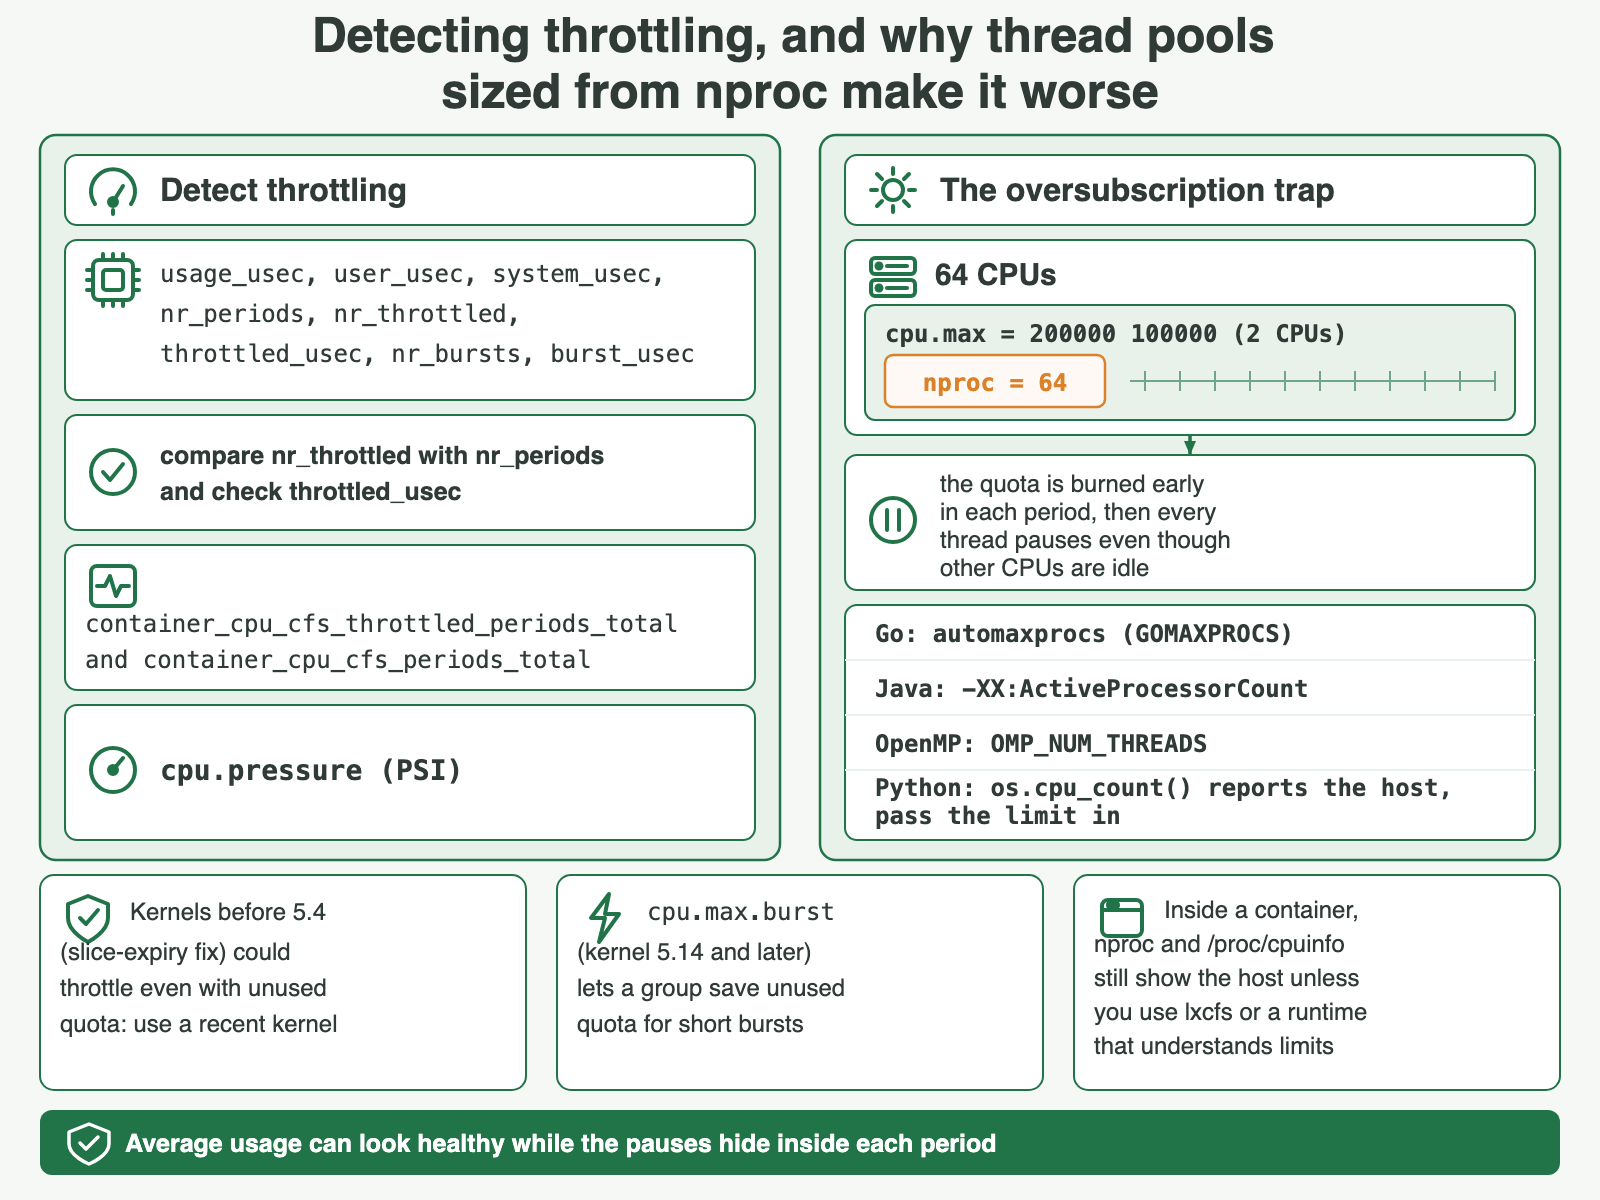 Detecting throttling, and why thread pools
sized from nproc make it worse
Detect throttling
usage_usec, user_usec, system_usec,
nr_periods, nr_throttled,
throttled_usec, nr_bursts, burst_usec
compare nr_throttled with nr_periods
and check throttled_usec
container_cpu_cfs_throttled_periods_total
and container_cpu_cfs_periods_total
cpu.pressure (PSI)
The oversubscription trap
64 CPUs
cpu.max = 200000 100000 (2 CPUs)
nproc = 64
the quota is burned early
in each period, then every
thread pauses even though
other CPUs are idle
Go: automaxprocs (GOMAXPROCS)
Java: -XX:ActiveProcessorCount
OpenMP: OMP_NUM_THREADS
Python: os.cpu_count() reports the host,
pass the limit in
Kernels before 5.4
(slice-expiry fix) could
throttle even with unused
quota: use a recent kernel
cpu.max.burst
(kernel 5.14 and later)
lets a group save unused
quota for short bursts
Inside a container,
nproc and /proc/cpuinfo
still show the host unless
you use lxcfs or a runtime
that understands limits
Average usage can look healthy while the pauses hide inside each period